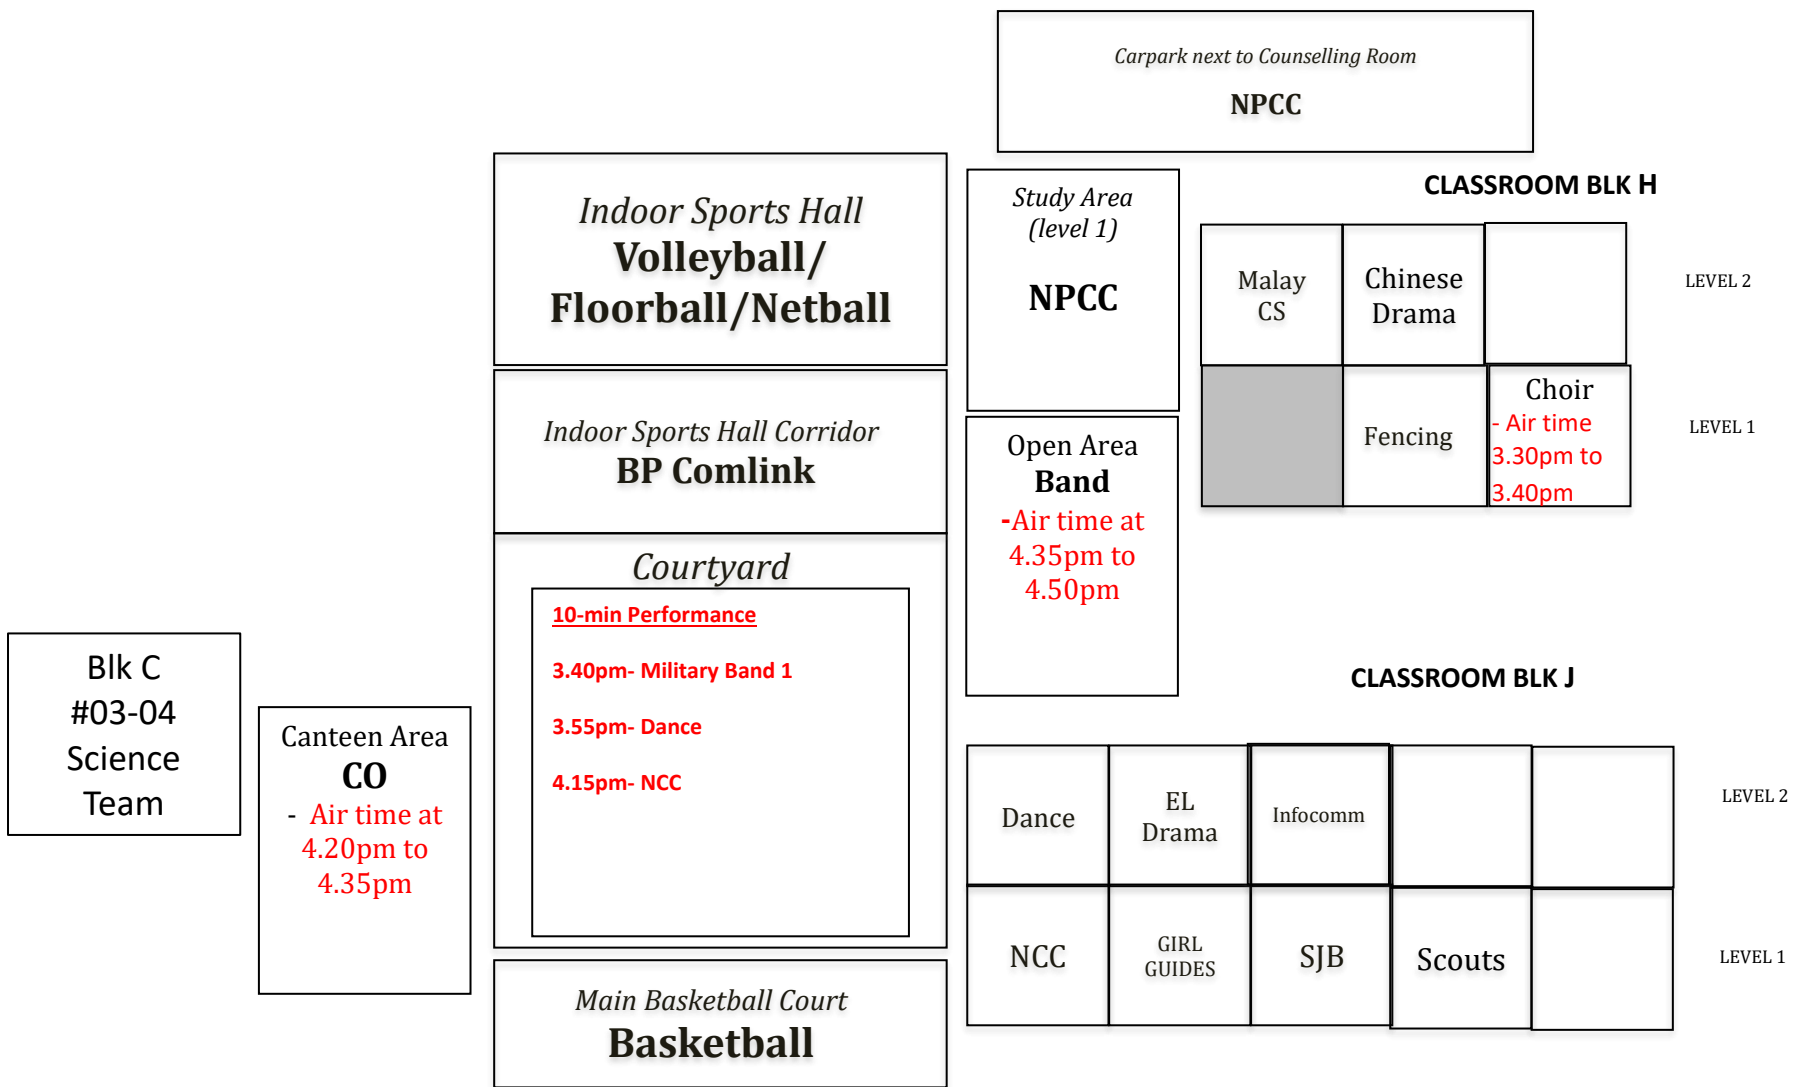 Carpark next to Counselling Room
NPCC
Indoor Sports Hall
Volleyball/
Floorball/Netball
Study Area
(level 1)
NPCC
CLASSROOM BLK H
Malay
CS
Chinese
Drama
LEVEL 2
Indoor Sports Hall Corridor
BP Comlink
Fencing
Choir
- Air time
3.30pm to
3.40pm
LEVEL 1
Open Area
Band
-Air time at
4.35pm to
4.50pm
Courtyard
10-min Performance
3.40pm- Military Band 1
3.55pm- Dance
4.15pm- NCC
Blk C
#03-04
Science
Team
Canteen Area
CO
- Air time at
4.20pm to
4.35pm
CLASSROOM BLK J
Dance
EL
Drama
Infocomm
LEVEL 2
NCC
GIRL
GUIDES
SJB
Scouts
LEVEL 1
Main Basketball Court
Basketball